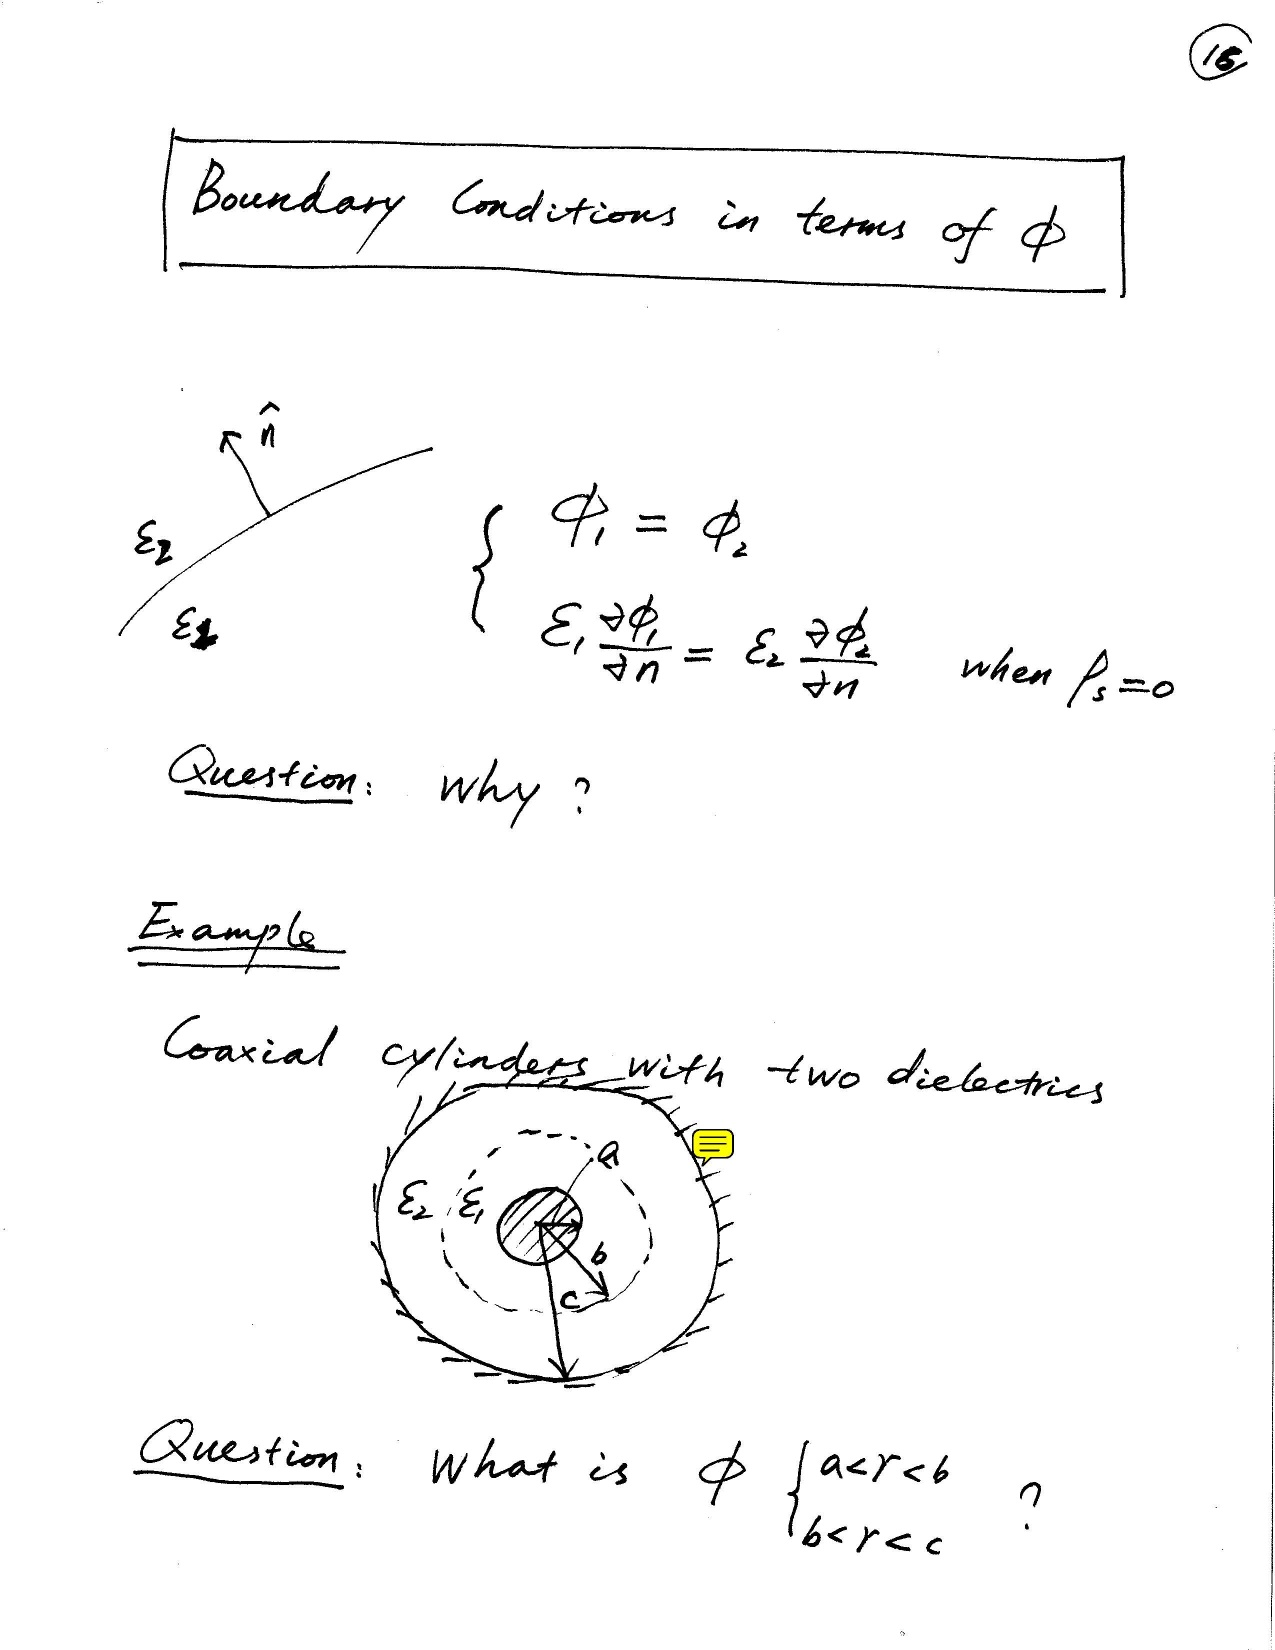 16
Boundary Conditions in terms of ϕ
n̂
ε₂
ε₁
ϕ₁ = ϕ₂
ε₁ ∂ϕ₁/∂n = ε₂ ∂ϕ₂/∂n when ρₛ=0
Question: Why?
Example
Coaxial cylinders with two dielectrics
a
ε₂ ε₁
b
c
Question: What is ϕ { a<r<b
b<r<c ?